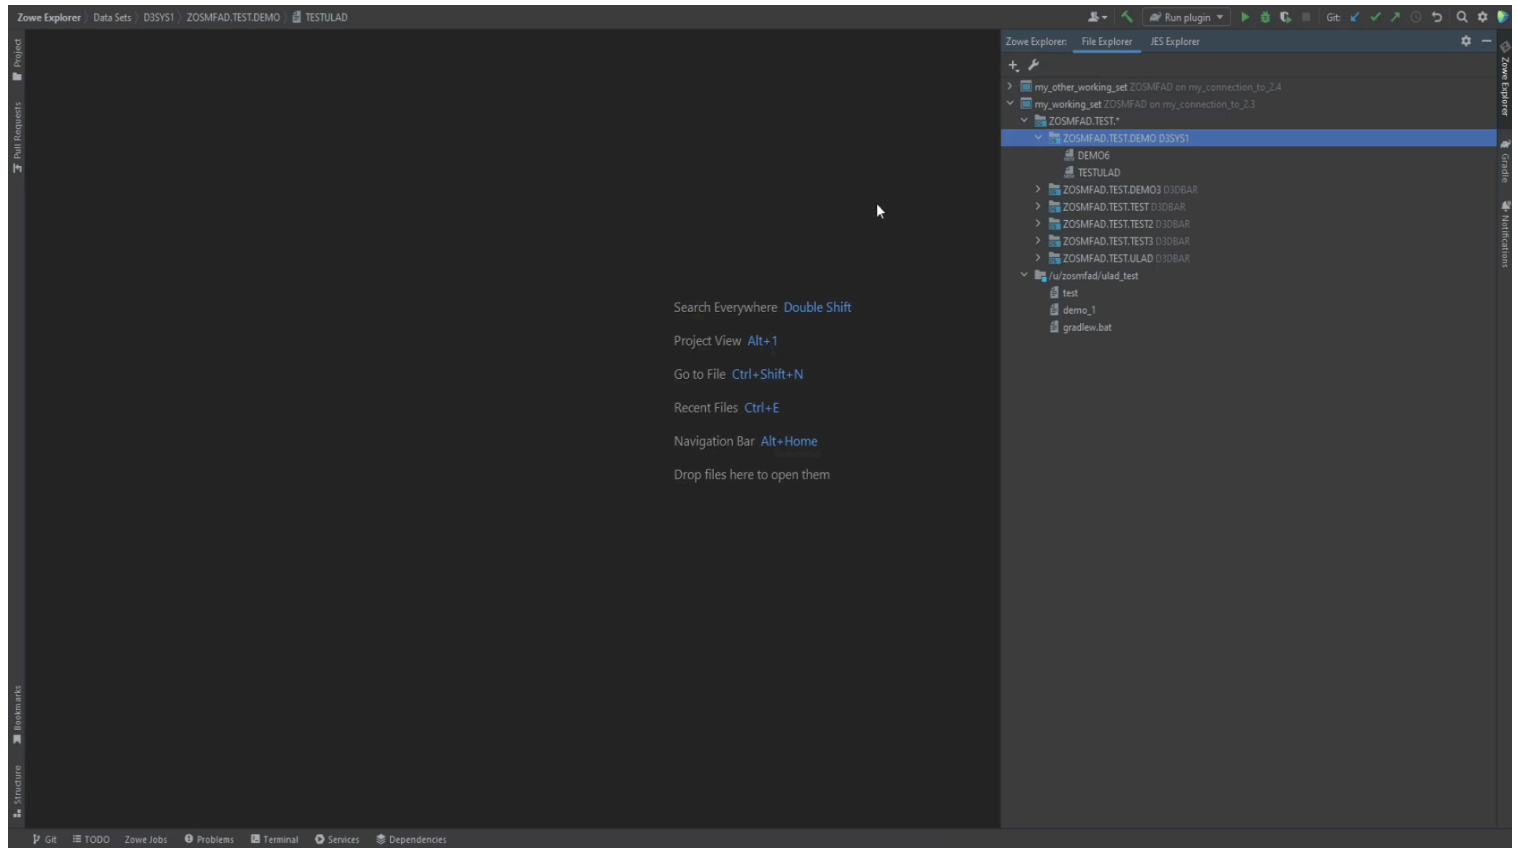 Zowe Explorer Data Sets D3SYS1 ZOSMFAD.TEST.DEMO TESTULAD
Run plugin Git:
Project
Pull Requests
Bookmarks
Structure
Search Everywhere Double Shift
Project View Alt+1
Go to File Ctrl+Shift+N
Recent Files Ctrl+E
Navigation Bar Alt+Home
Drop files here to open them
Zowe Explorer: File Explorer JES Explorer
my_other_working_set ZOSMFAD on my_connection_to_2.4
my_working_set ZOSMFAD on my_connection_to_2.3
ZOSMFAD.TEST.*
ZOSMFAD.TEST.DEMO D3SYS1
DEMO6
TESTULAD
ZOSMFAD.TEST.DEMO3 D3DBAR
ZOSMFAD.TEST.TEST D3DBAR
ZOSMFAD.TEST.TEST2 D3DBAR
ZOSMFAD.TEST.TEST3 D3DBAR
ZOSMFAD.TEST.ULAD D3DBAR
/u/zosmfad/ulad_test
test
demo_1
gradlew.bat
Zowe Explorer
Gradle
Notifications
Git TODO Zowe Jobs Problems Terminal Services Dependencies